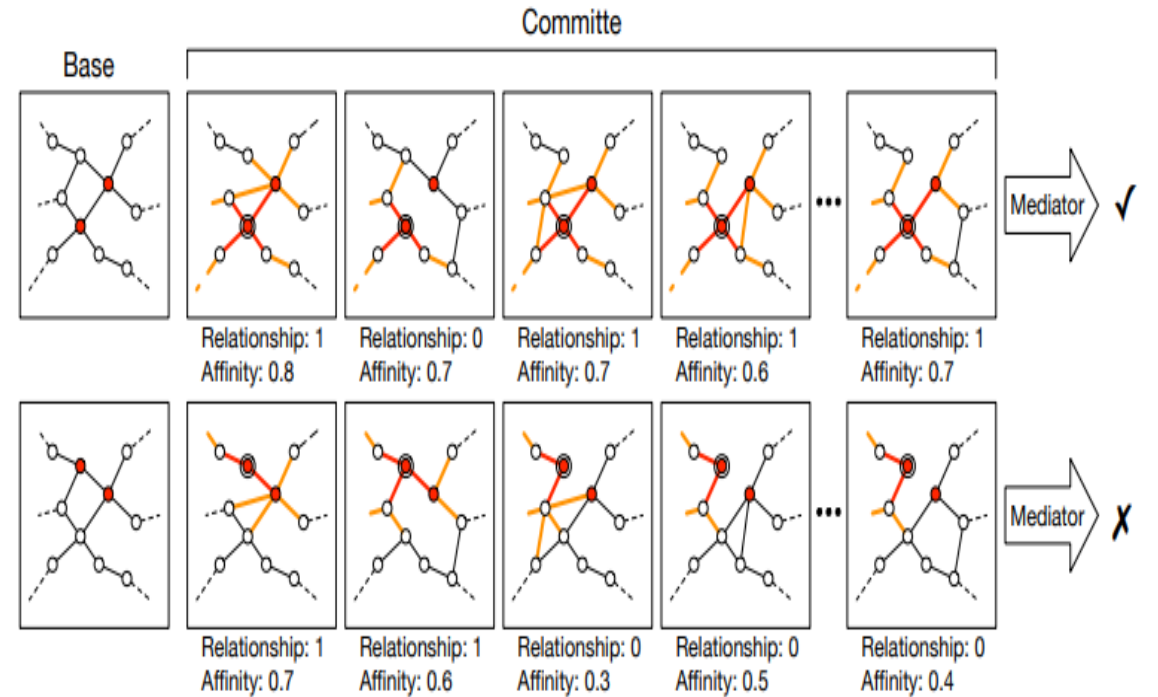 Committe
Base
Mediator
✓
Relationship: 1
Affinity: 0.8
Relationship: 0
Affinity: 0.7
Relationship: 1
Affinity: 0.7
Relationship: 1
Affinity: 0.6
Relationship: 1
Affinity: 0.7
Mediator
✗
Relationship: 1
Affinity: 0.7
Relationship: 1
Affinity: 0.6
Relationship: 0
Affinity: 0.3
Relationship: 0
Affinity: 0.5
Relationship: 0
Affinity: 0.4